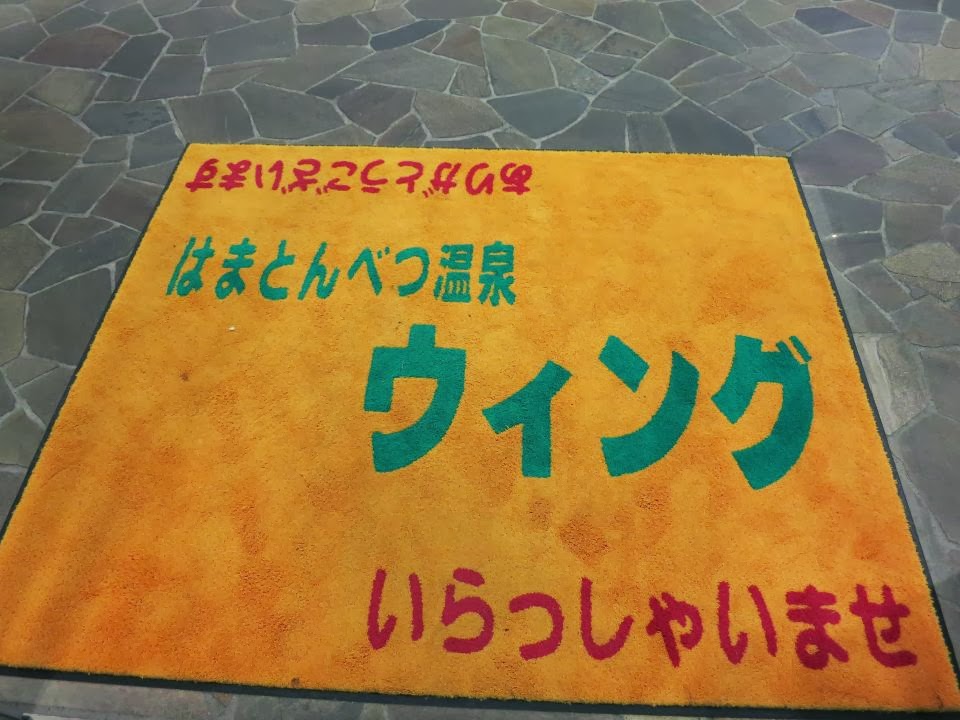 ありがとうございます
はまとんべつ温泉
ウィング
いらっしゃいませ